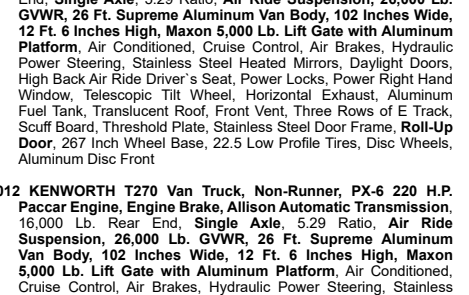 End, Single Axle, 5.29 Ratio, Air Ride Suspension, 26,000 Lb.
GVWR, 26 Ft. Supreme Aluminum Van Body, 102 Inches Wide,
12 Ft. 6 Inches High, Maxon 5,000 Lb. Lift Gate with Aluminum
Platform, Air Conditioned, Cruise Control, Air Brakes, Hydraulic
Power Steering, Stainless Steel Heated Mirrors, Daylight Doors,
High Back Air Ride Driver`s Seat, Power Locks, Power Right Hand
Window, Telescopic Tilt Wheel, Horizontal Exhaust, Aluminum
Fuel Tank, Translucent Roof, Front Vent, Three Rows of E Track,
Scuff Board, Threshold Plate, Stainless Steel Door Frame, Roll-Up
Door, 267 Inch Wheel Base, 22.5 Low Profile Tires, Disc Wheels,
Aluminum Disc Front
012 KENWORTH T270 Van Truck, Non-Runner, PX-6 220 H.P.
Paccar Engine, Engine Brake, Allison Automatic Transmission,
16,000 Lb. Rear End, Single Axle, 5.29 Ratio, Air Ride
Suspension, 26,000 Lb. GVWR, 26 Ft. Supreme Aluminum
Van Body, 102 Inches Wide, 12 Ft. 6 Inches High, Maxon
5,000 Lb. Lift Gate with Aluminum Platform, Air Conditioned,
Cruise Control, Air Brakes, Hydraulic Power Steering, Stainless